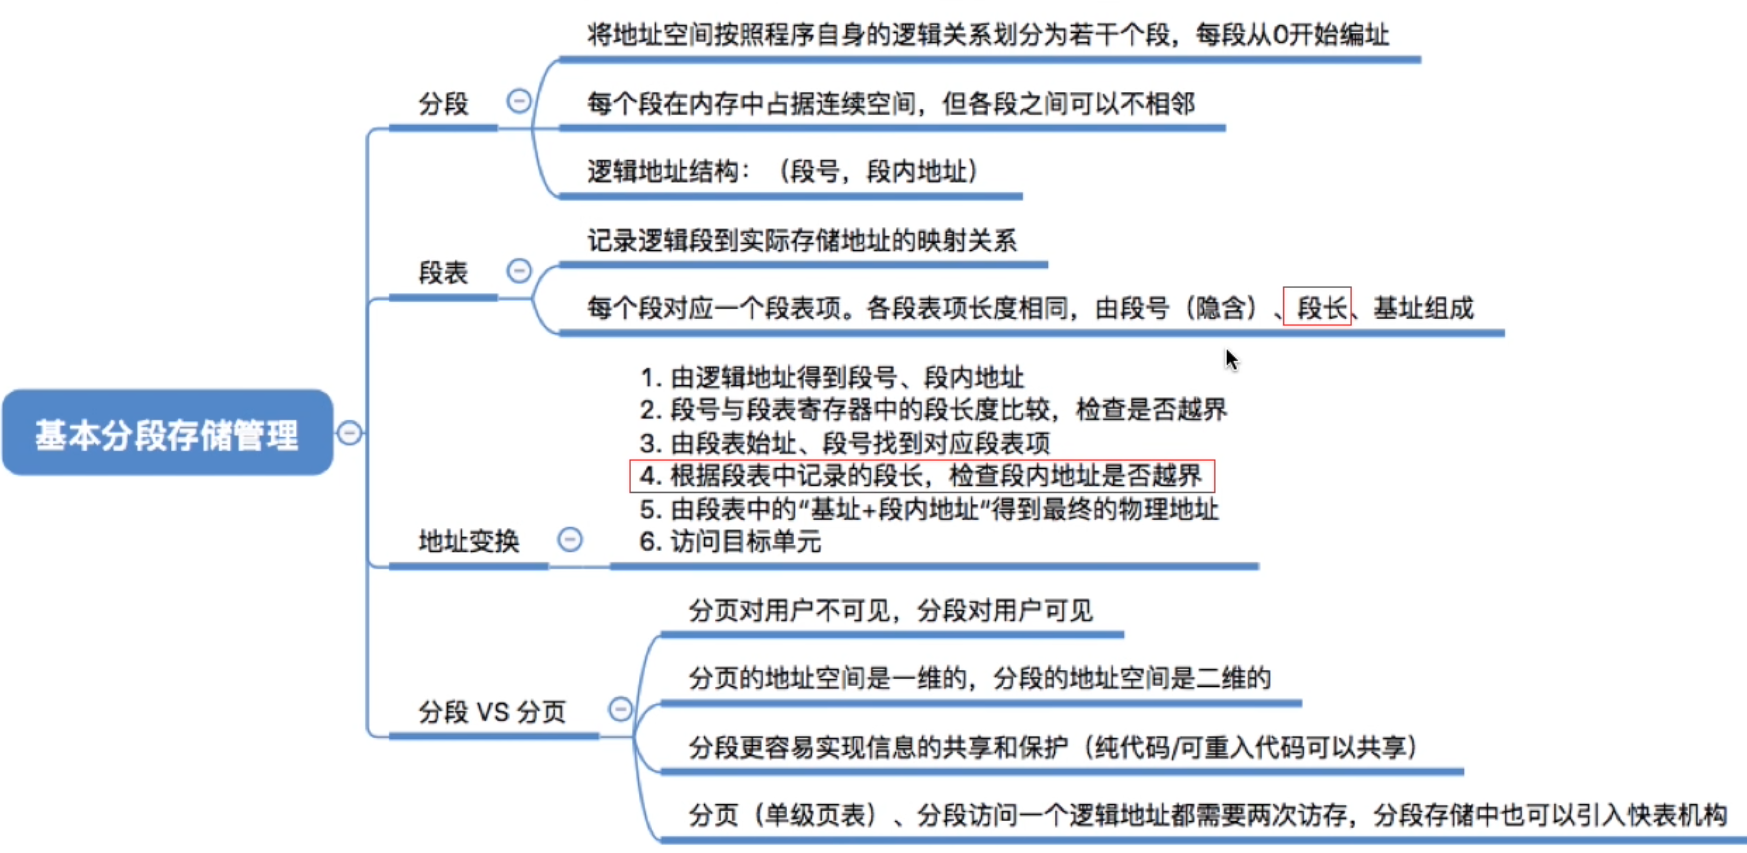 将地址空间按照程序自身的逻辑关系划分为若干个段，每段从0开始编址
分段
每个段在内存中占据连续空间，但各段之间可以不相邻
逻辑地址结构：（段号，段内地址）
记录逻辑段到实际存储地址的映射关系
段表
每个段对应一个段表项。各段表项长度相同，由段号（隐含）、段长、基址组成
基本分段存储管理
1. 由逻辑地址得到段号、段内地址
2. 段号与段表寄存器中的段长度比较，检查是否越界
3. 由段表始址、段号找到对应段表项
4. 根据段表中记录的段长，检查段内地址是否越界
5. 由段表中的“基址+段内地址”得到最终的物理地址
6. 访问目标单元
地址变换
分页对用户不可见，分段对用户可见
分页的地址空间是一维的，分段的地址空间是二维的
分段 VS 分页
分段更容易实现信息的共享和保护（纯代码/可重入代码可以共享）
分页（单级页表）、分段访问一个逻辑地址都需要两次访存，分段存储中也可以引入快表机构